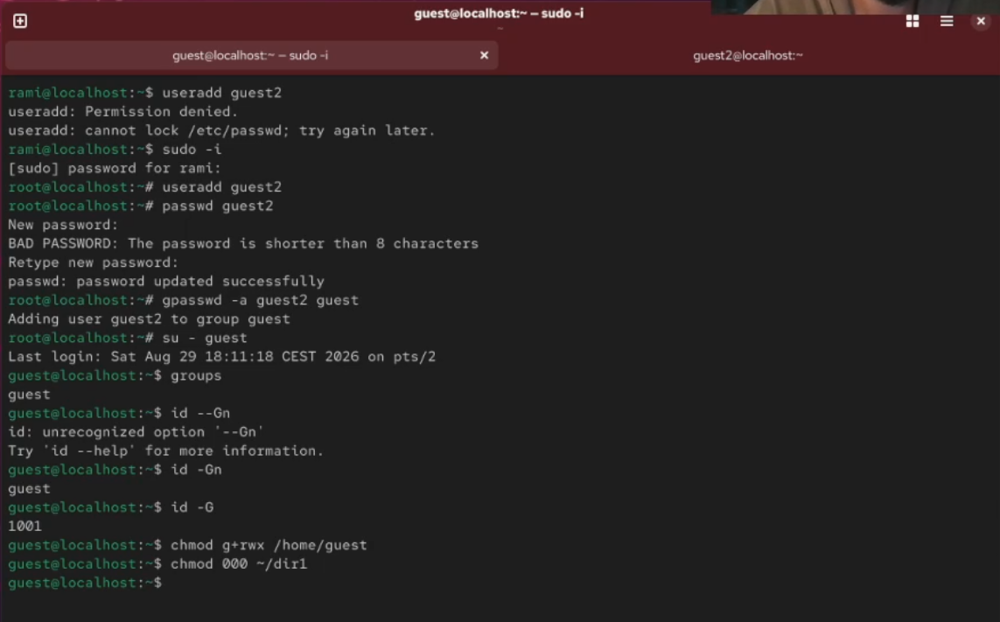 guest@localhost:~ — sudo -i
~
guest@localhost:~ — sudo -i
guest2@localhost:~
rami@localhost:~$ useradd guest2
useradd: Permission denied.
useradd: cannot lock /etc/passwd; try again later.
rami@localhost:~$ sudo -i
[sudo] password for rami:
root@localhost:~# useradd guest2
root@localhost:~# passwd guest2
New password:
BAD PASSWORD: The password is shorter than 8 characters
Retype new password:
passwd: password updated successfully
root@localhost:~# gpasswd -a guest2 guest
Adding user guest2 to group guest
root@localhost:~# su - guest
Last login: Sat Aug 29 18:11:18 CEST 2026 on pts/2
guest@localhost:~$ groups
guest
guest@localhost:~$ id --Gn
id: unrecognized option '--Gn'
Try 'id --help' for more information.
guest@localhost:~$ id -Gn
guest
guest@localhost:~$ id -G
1001
guest@localhost:~$ chmod g+rwx /home/guest
guest@localhost:~$ chmod 000 ~/dir1
guest@localhost:~$